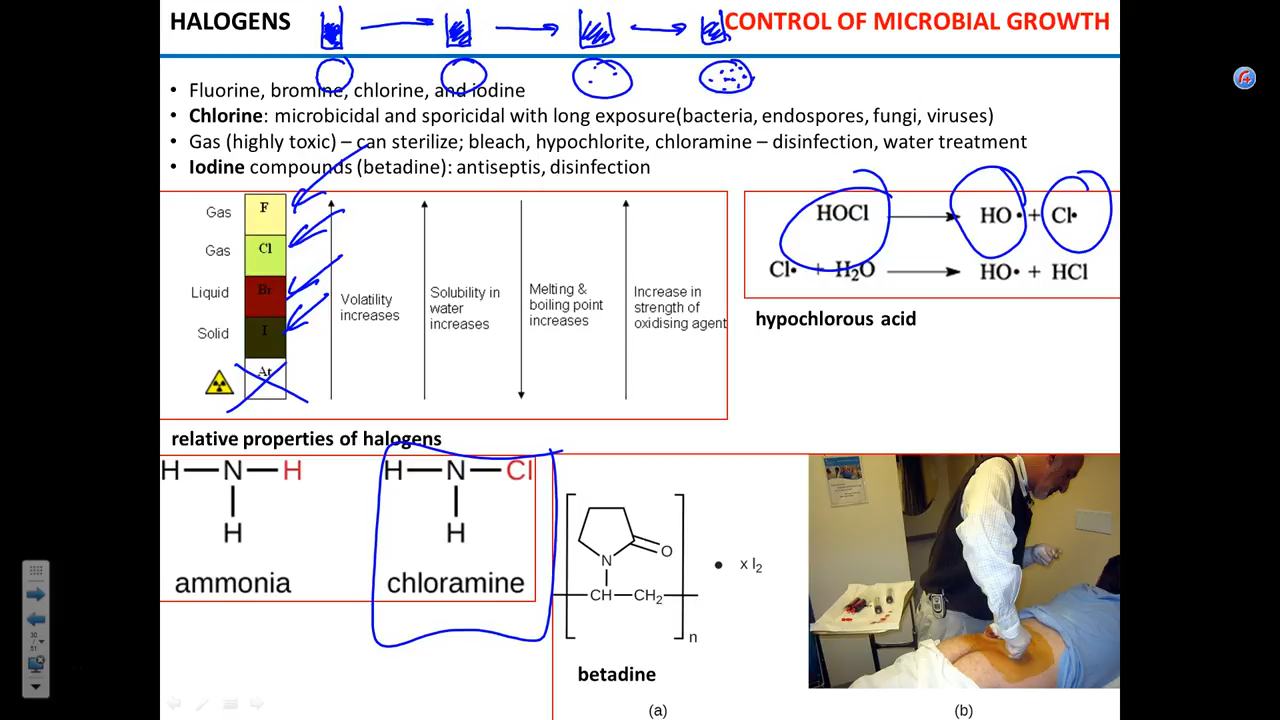 HALOGENS
CONTROL OF MICROBIAL GROWTH
• Fluorine, bromine, chlorine, and iodine
• Chlorine: microbicidal and sporicidal with long exposure(bacteria, endospores, fungi, viruses)
• Gas (highly toxic) – can sterilize; bleach, hypochlorite, chloramine – disinfection, water treatment
• Iodine compounds (betadine): antiseptis, disinfection
Gas F
Gas Cl
Liquid Br
Solid I
At
Volatility
increases
Solubility in
water
increases
Melting &
boiling point
increases
Increase in
strength of
oxidising agent
relative properties of halogens
HOCl HO• + Cl•
Cl• + H₂O HO• + HCl
hypochlorous acid
H N H
H
ammonia
H N Cl
H
chloramine
N O
CH CH₂
n
• x I₂
betadine
(a)
(b)
30
/
51